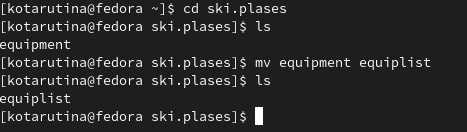 [kotarutina@fedora ~]$ cd ski.plases
[kotarutina@fedora ski.plases]$ ls
equipment
[kotarutina@fedora ski.plases]$ mv equipment equiplist
[kotarutina@fedora ski.plases]$ ls
equiplist
[kotarutina@fedora ski.plases]$